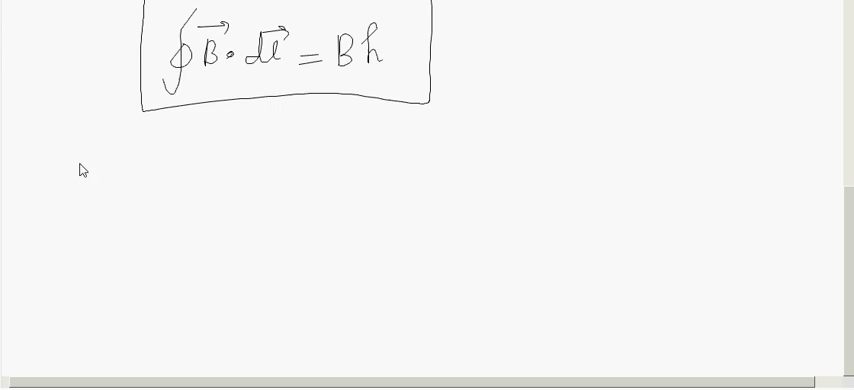 ∮ B⃗ • dl⃗ = Bh